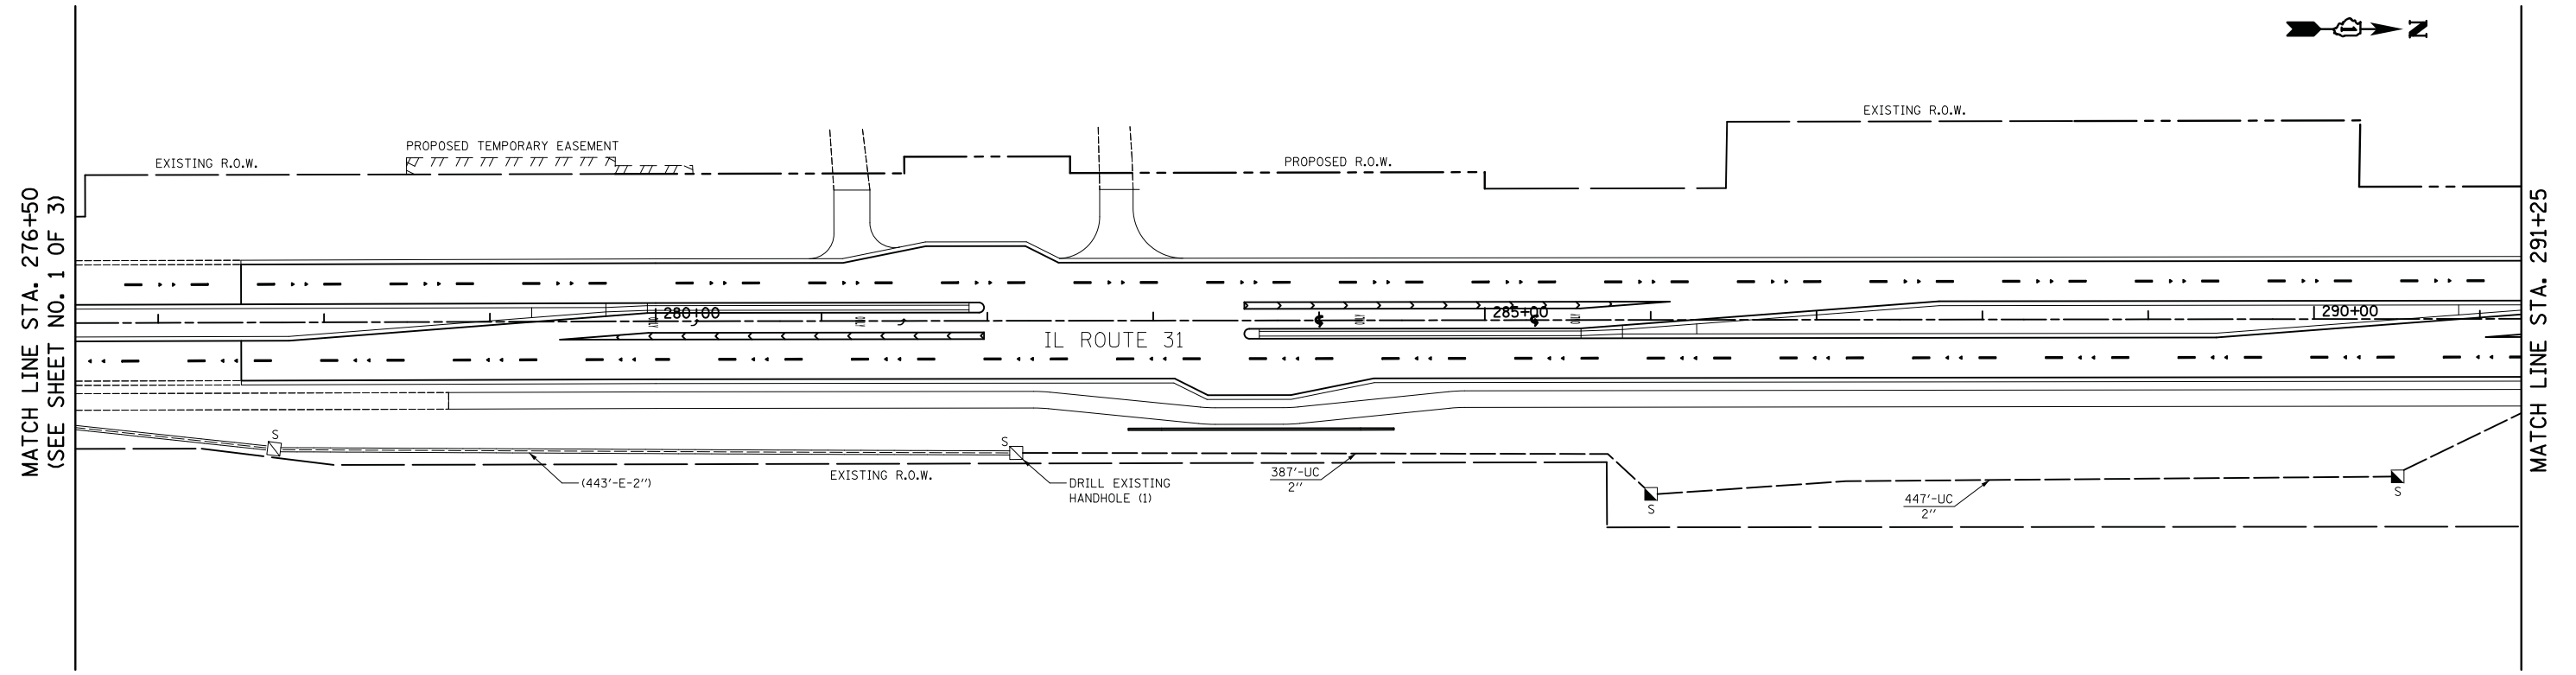 N
EXISTING R.O.W.
EXISTING R.O.W.
PROPOSED TEMPORARY EASEMENT
PROPOSED R.O.W.
MATCH LINE STA. 276+50
(SEE SHEET NO. 1 OF 3)
MATCH LINE STA. 291+25
280+00
285+00
290+00
IL ROUTE 31
S
S
EXISTING R.O.W.
(443'-E-2")
DRILL EXISTING
HANDHOLE (1)
387'-UC
2"
447'-UC
2"
S
S